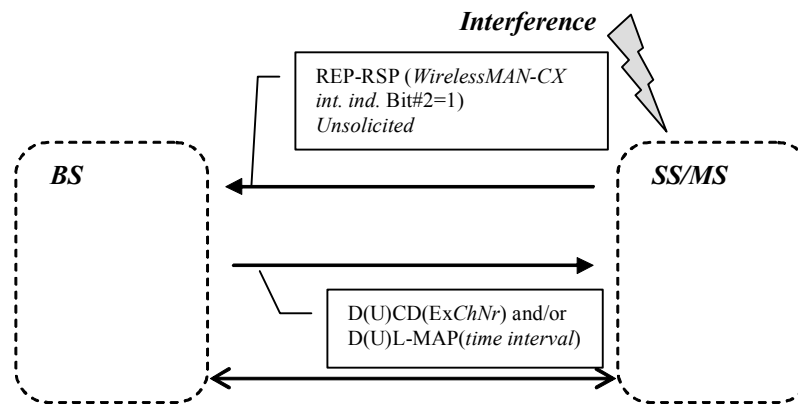 Interference
REP-RSP (WirelessMAN-CX
int. ind. Bit#2=1)
Unsolicited
BS
SS/MS
D(U)CD(ExChNr) and/or
D(U)L-MAP(time interval)